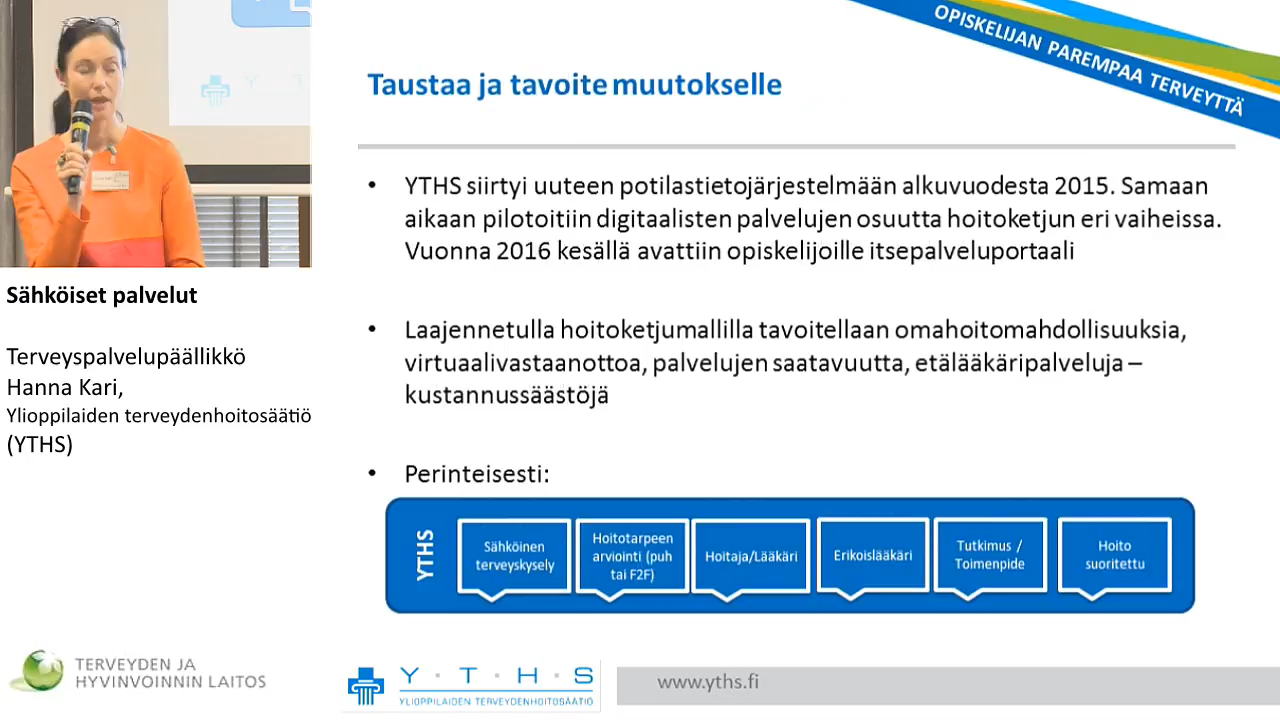 OPISKELIJAN PAREMPAA TERVEYTTÄ
Taustaa ja tavoite muutokselle
• YTHS siirtyi uuteen potilastietojärjestelmään alkuvuodesta 2015. Samaan
aikaan pilotoitiin digitaalisten palvelujen osuutta hoitoketjun eri vaiheissa.
Vuonna 2016 kesällä avattiin opiskelijoille itsepalveluportaali
• Laajennetulla hoitoketjumallilla tavoitellaan omahoitomahdollisuuksia,
virtuaalivastaanottoa, palvelujen saatavuutta, etälääkäripalveluja –
kustannussäästöjä
• Perinteisesti:
YTHS
Sähköinen
terveyskysely
Hoitotarpeen
arviointi (puh
tai F2F)
Hoitaja/Lääkäri
Erikoislääkäri
Tutkimus /
Toimenpide
Hoito
suoritettu
Y T H S
Sähköiset palvelut
Terveyspalvelupäällikkö
Hanna Kari,
Ylioppilaiden terveydenhoitosäätiö
(YTHS)
TERVEYDEN JA
HYVINVOINNIN LAITOS
Y · T · H · S
YLIOPPILAIDEN TERVEYDENHOITOSÄÄTIÖ
www.yths.fi